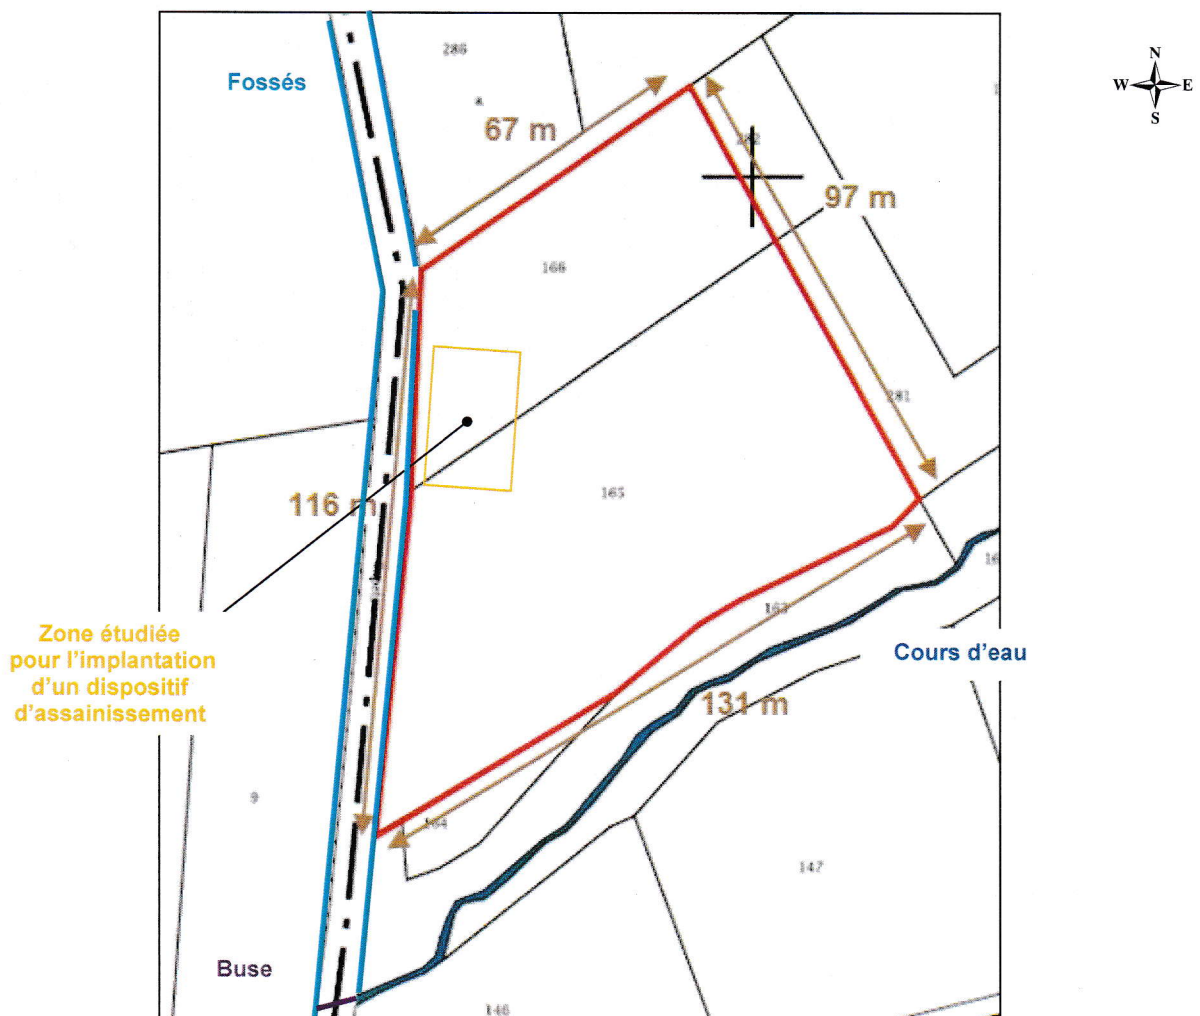 286
N
W E
S
Fossés
67 m
97 m
166
281
165
116 m
Zone étudiée
pour l'implantation
d'un dispositif
d'assainissement
Cours d'eau
131 m
9
164
147
Buse
146